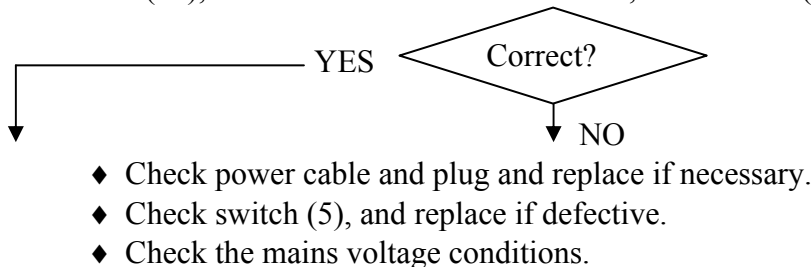 YES
Correct?
NO
♦ Check power cable and plug and replace if necessary.
♦ Check switch (5), and replace if defective.
♦ Check the mains voltage conditions.